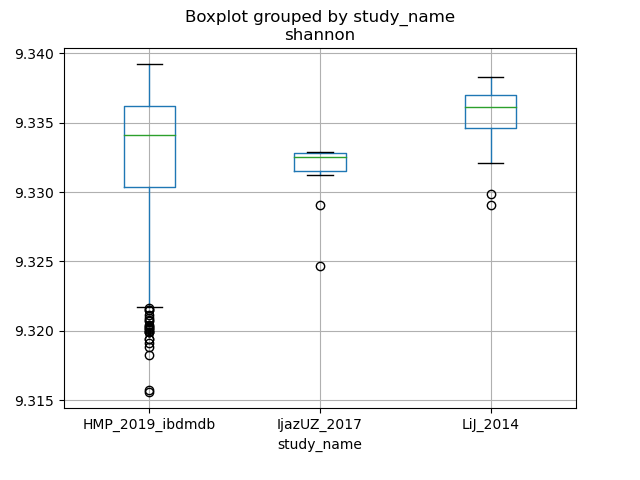 Boxplot grouped by study_name
shannon
9.340
9.335
9.330
9.325
9.320
9.315
HMP_2019_ibdmdb IjazUZ_2017 LiJ_2014
study_name